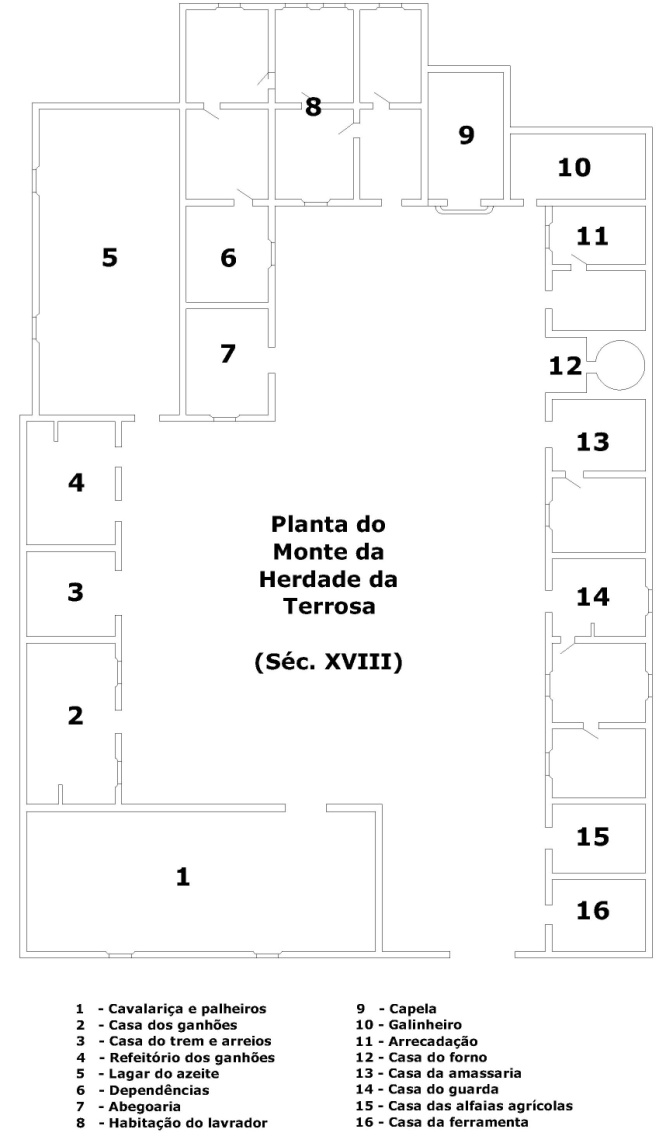 8
9
10
11
5
6
7
12
13
4
Planta do
Monte da
Herdade da
Terrosa
(Séc. XVIII)
3
14
2
15
1
16
1 - Cavalariça e palheiros
2 - Casa dos ganhões
3 - Casa do trem e arreios
4 - Refeitório dos ganhões
5 - Lagar do azeite
6 - Dependências
7 - Abegoaria
8 - Habitação do lavrador
9 - Capela
10 - Galinheiro
11 - Arrecadação
12 - Casa do forno
13 - Casa da amassaria
14 - Casa do guarda
15 - Casa das alfaias agrícolas
16 - Casa da ferramenta